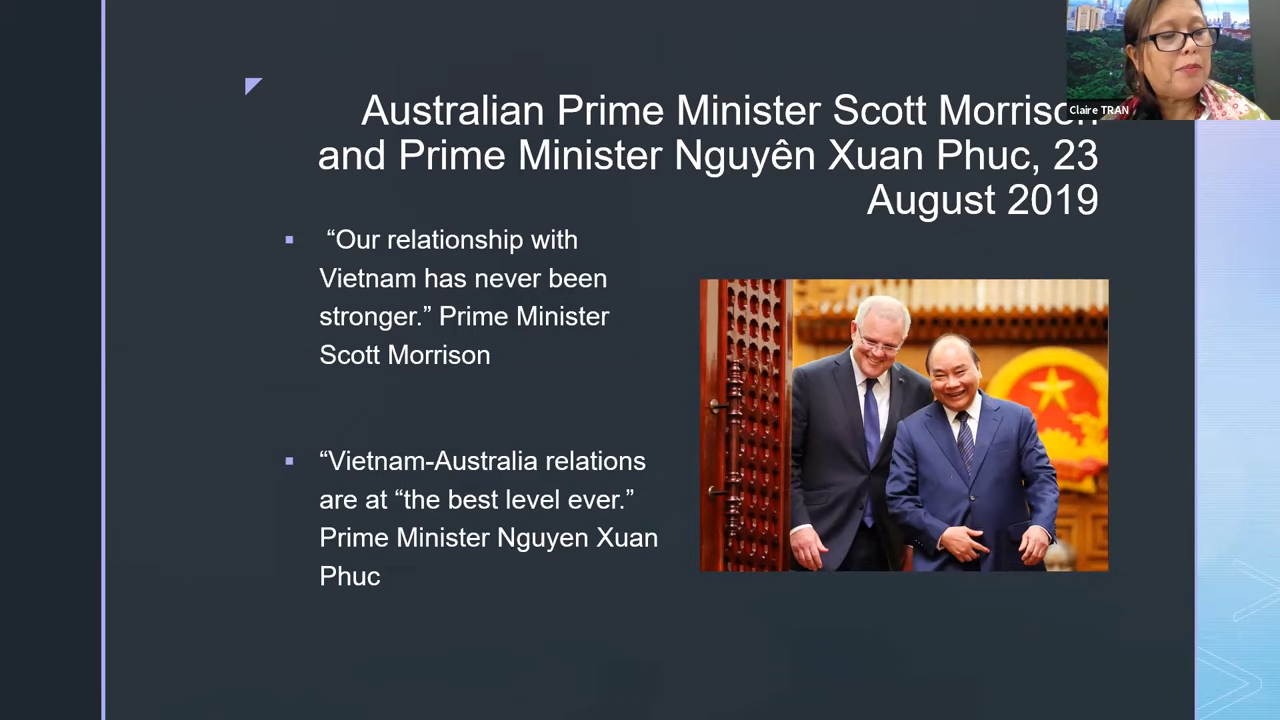 Australian Prime Minister Scott Morrison
and Prime Minister Nguyên Xuan Phuc, 23
August 2019
“Our relationship with
Vietnam has never been
stronger.” Prime Minister
Scott Morrison
“Vietnam-Australia relations
are at “the best level ever.”
Prime Minister Nguyen Xuan
Phuc
Claire TRAN